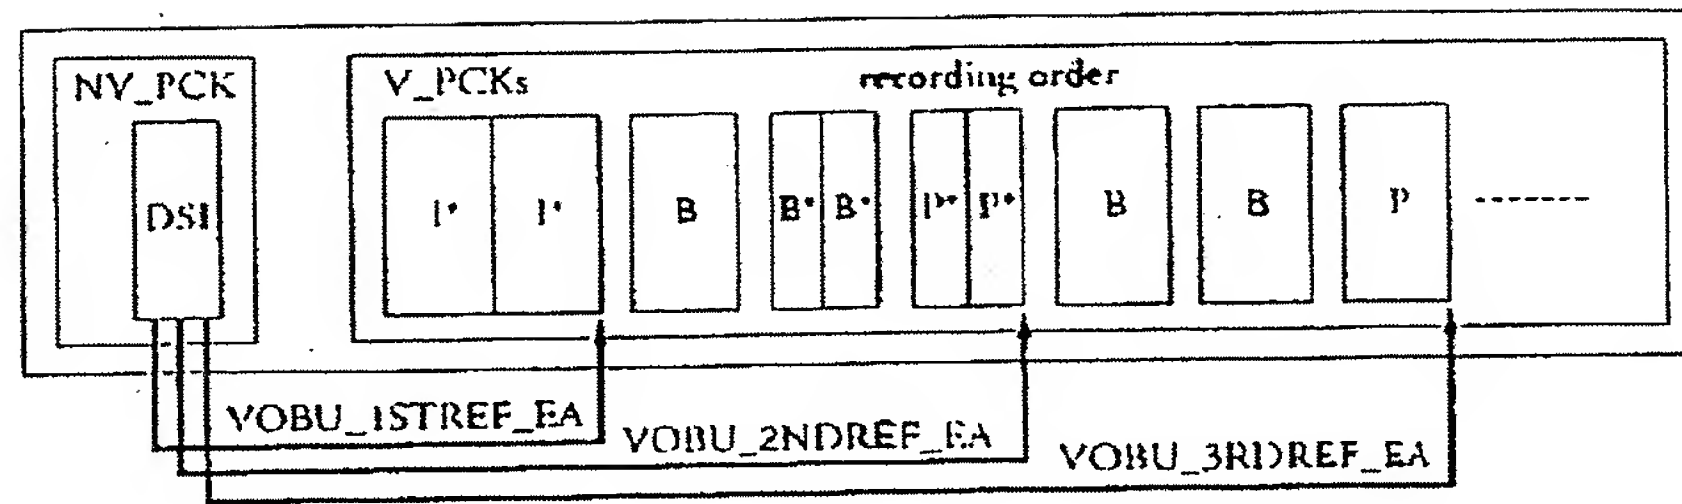 NV_PCK
V_PCKs
recording order
DSI
I* I* B B* B* P* P* B B P
VOBU_1STREF_EA
VOBU_2NDREF_EA
VOBU_3RDREF_EA